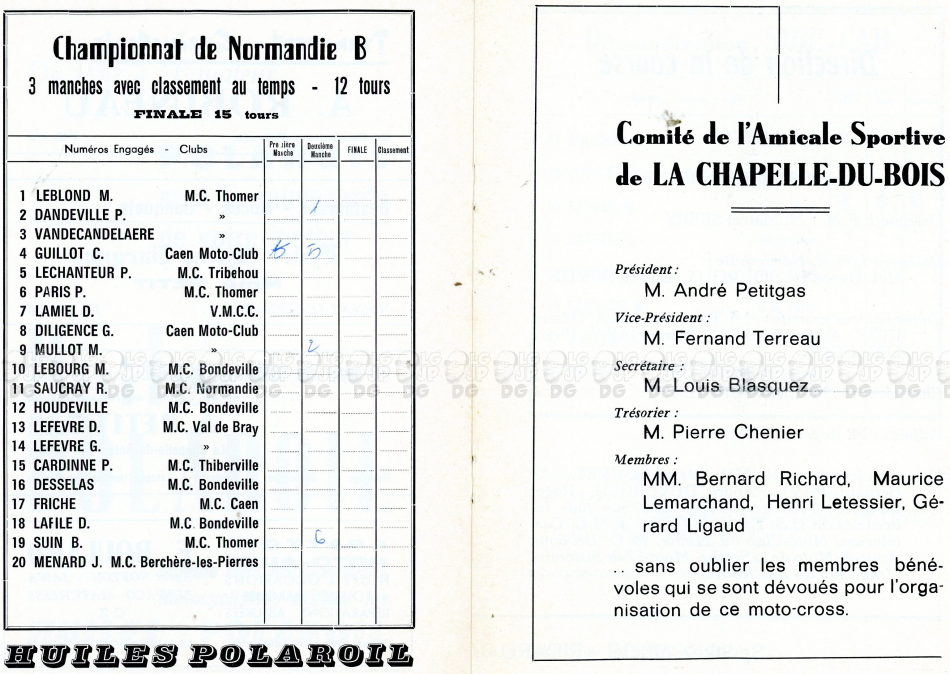 Championnat de Normandie B
3 manches avec classement au temps - 12 tours
FINALE 15 tours
Numéros Engagés - Clubs Première Manche Deuxième Manche FINALE Classement
1 LEBLOND M. M.C. Thomer
2 DANDEVILLE P. » 1
3 VANDECANDELAERE »
4 GUILLOT C. Caen Moto-Club 5 5
5 LECHANTEUR P. M.C. Tribehou
6 PARIS P. M.C. Thomer
7 LAMIEL D. V.M.C.C.
8 DILIGENCE G. Caen Moto-Club
9 MULLOT M. » 2
10 LEBOURG M. M.C. Bondeville
11 SAUCRAY R. M.C. Normandie
12 HOUDEVILLE M.C. Bondeville
13 LEFEVRE D. M.C. Val de Bray
14 LEFEVRE G. »
15 CARDINNE P. M.C. Thiberville
16 DESSELAS M.C. Bondeville
17 FRICHE M.C. Caen
18 LAFILE D. M.C. Bondeville
19 SUIN B. M.C. Thomer 6
20 MENARD J. M.C. Berchère-les-Pierres
HUILES POLAROIL
Comité de l'Amicale Sportive
de LA CHAPELLE-DU-BOIS
Président :
M. André Petitgas
Vice-Président :
M. Fernand Terreau
Secrétaire :
M. Louis Blasquez
Trésorier :
M. Pierre Chenier
Membres :
MM. Bernard Richard, Maurice
Lemarchand, Henri Letessier, Gé-
rard Ligaud
.. sans oublier les membres béné-
voles qui se sont dévoués pour l'orga-
nisation de ce moto-cross.